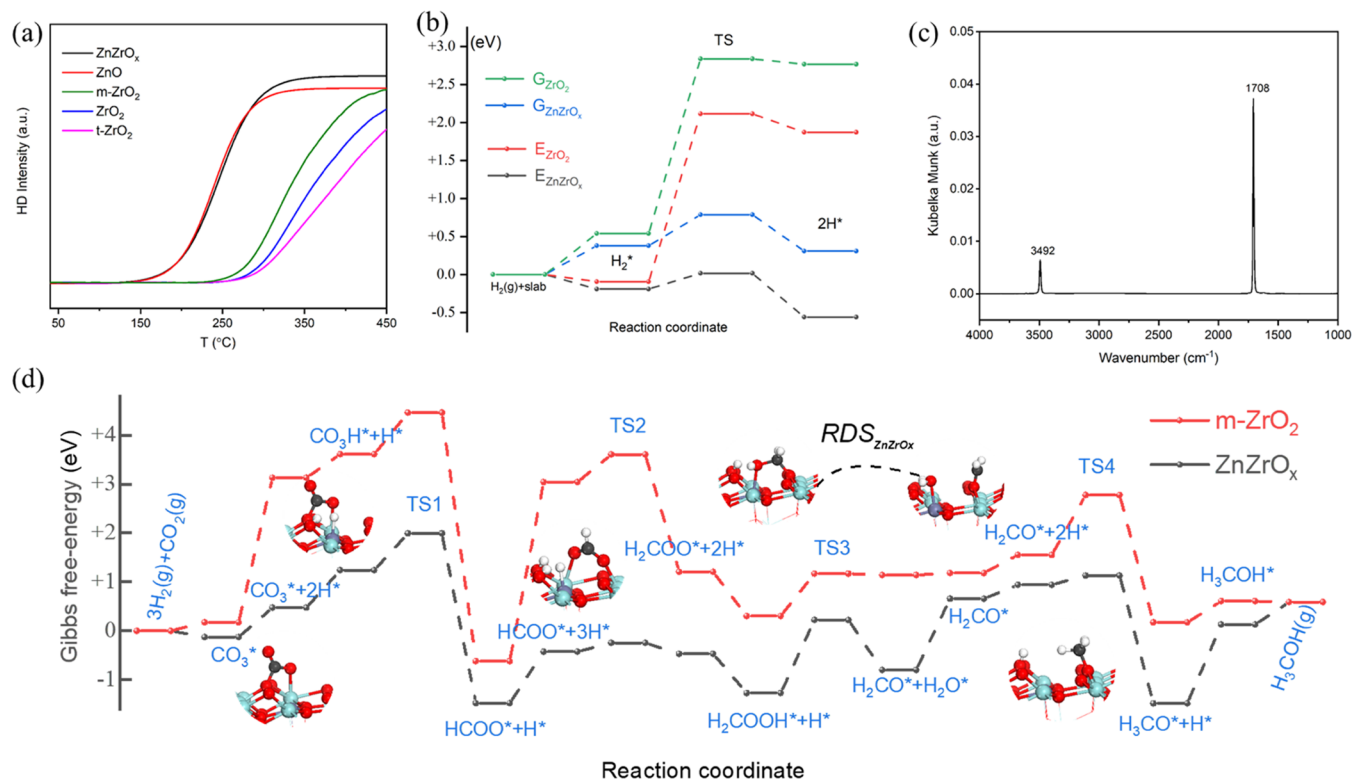 (a)
ZnZrOx
ZnO
m-ZrO2
ZrO2
t-ZrO2
HD Intensity (a.u.)
50
150
250
350
450
T (°C)
(b)
(eV)
+3.0
+2.5
+2.0
+1.5
+1.0
+0.5
0.0
-0.5
GZrO2
GZnZrOx
EZrO2
EZnZrOx
TS
H2*
2H*
H2(g)+slab
Reaction coordinate
(c)
0.05
0.04
0.03
0.02
0.01
0.00
Kubelka Munk (a.u.)
3492
1708
4000
3500
3000
2500
2000
1500
1000
Wavenumber (cm-1)
(d)
Gibbs free-energy (eV)
+4
+3
+2
+1
0
-1
3H2(g)+CO2(g)
CO3*
CO3*+2H*
CO3H*+H*
TS1
HCOO*+H*
HCOO*+3H*
TS2
H2COO*+2H*
H2COOH*+H*
TS3
RDSZnZrOx
H2CO*+H2O*
H2CO*
H2CO*+2H*
TS4
H3CO*+H*
H3COH*
H3COH(g)
m-ZrO2
ZnZrOx
Reaction coordinate